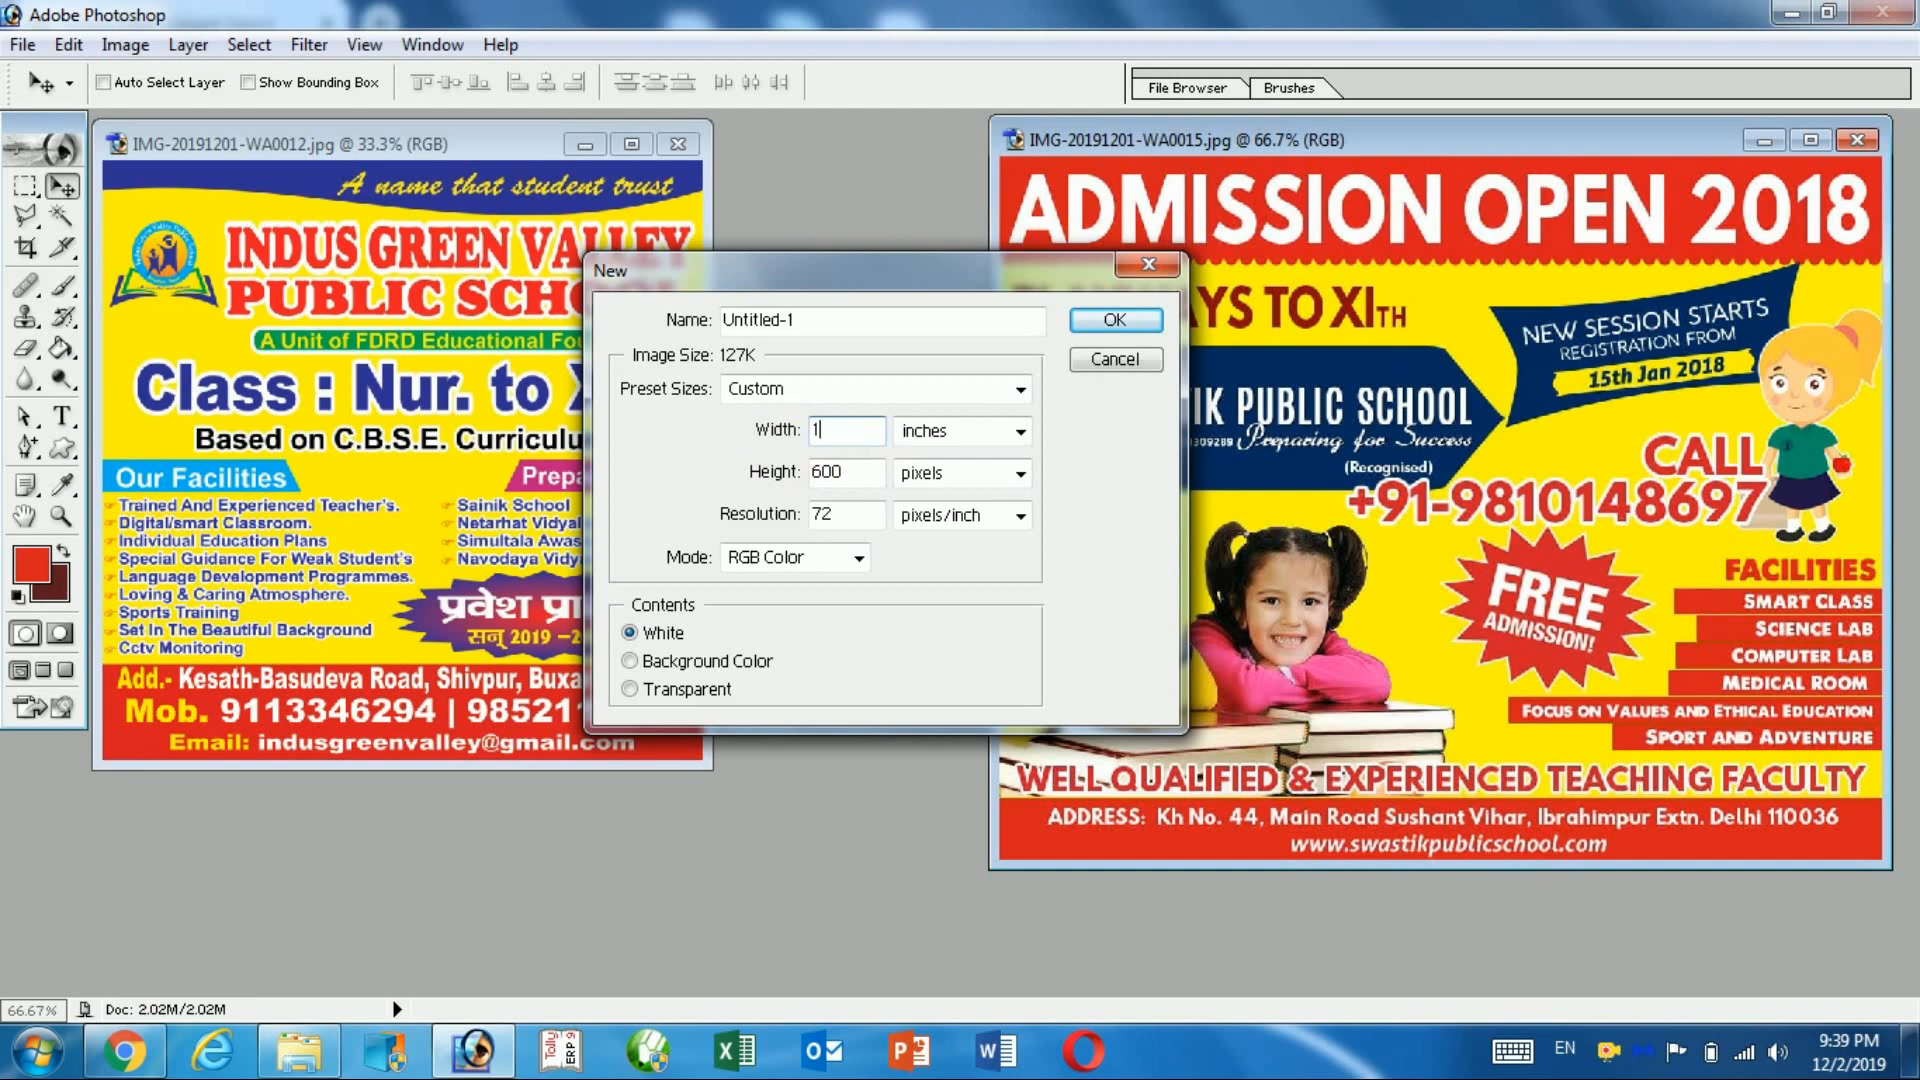 Adobe Photoshop
File Edit Image Layer Select Filter View Window Help
Auto Select Layer Show Bounding Box
File Browser Brushes
IMG-20191201-WA0012.jpg @ 33.3% (RGB)
A name that student trust
INDUS GREEN VALLEY
PUBLIC SCHO
A Unit of FDRD Educational Fou
Class : Nur. to X
Based on C.B.S.E. Curriculu
Our Facilities
Trained And Experienced Teacher's.
Digital/smart Classroom.
Individual Education Plans
Special Guidance For Weak Student's
Language Development Programmes.
Loving & Caring Atmosphere.
Sports Training
Set In The Beautiful Background
Cctv Monitoring
Prepa
Sainik School
Netarhat Vidyal
Simultala Awas
Navodaya Vidy
प्रवेश प्रा
सन् 2019 –2
Add.- Kesath-Basudeva Road, Shivpur, Buxa
Mob. 9113346294 | 98521
Email: indusgreenvalley@gmail.com
New
Name: Untitled-1
OK
Cancel
Image Size: 127K
Preset Sizes: Custom
Width: 1 inches
Height: 600 pixels
Resolution: 72 pixels/inch
Mode: RGB Color
Contents
White
Background Color
Transparent
IMG-20191201-WA0015.jpg @ 66.7% (RGB)
ADMISSION OPEN 2018
YS TO XITH
NEW SESSION STARTS
REGISTRATION FROM
15th Jan 2018
IK PUBLIC SCHOOL
309289 Preparing for Success
(Recognised)
CALL
+91-9810148697
FREE
ADMISSION!
FACILITIES
SMART CLASS
SCIENCE LAB
COMPUTER LAB
MEDICAL ROOM
FOCUS ON VALUES AND ETHICAL EDUCATION
SPORT AND ADVENTURE
WELL QUALIFIED & EXPERIENCED TEACHING FACULTY
ADDRESS: Kh No. 44, Main Road Sushant Vihar, Ibrahimpur Extn. Delhi 110036
www.swastikpublicschool.com
66.67% Doc: 2.02M/2.02M
Tally ERP 9
EN
9:39 PM
12/2/2019